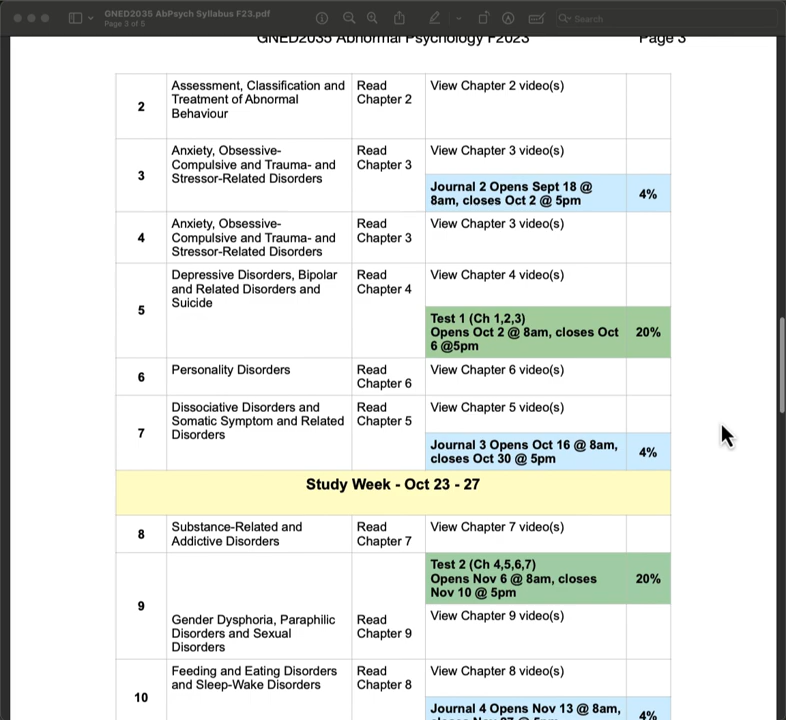 GNED2035 AbPsych Syllabus F23.pdf
Page 3 of 5
Search
GNED2035 Abnormal Psychology F2023 Page 3
2
Assessment, Classification and
Treatment of Abnormal
Behaviour
Read
Chapter 2
View Chapter 2 video(s)
3
Anxiety, Obsessive-
Compulsive and Trauma- and
Stressor-Related Disorders
Read
Chapter 3
View Chapter 3 video(s)
Journal 2 Opens Sept 18 @
8am, closes Oct 2 @ 5pm
4%
4
Anxiety, Obsessive-
Compulsive and Trauma- and
Stressor-Related Disorders
Read
Chapter 3
View Chapter 3 video(s)
5
Depressive Disorders, Bipolar
and Related Disorders and
Suicide
Read
Chapter 4
View Chapter 4 video(s)
Test 1 (Ch 1,2,3)
Opens Oct 2 @ 8am, closes Oct
6 @5pm
20%
6
Personality Disorders
Read
Chapter 6
View Chapter 6 video(s)
7
Dissociative Disorders and
Somatic Symptom and Related
Disorders
Read
Chapter 5
View Chapter 5 video(s)
Journal 3 Opens Oct 16 @ 8am,
closes Oct 30 @ 5pm
4%
Study Week - Oct 23 - 27
8
Substance-Related and
Addictive Disorders
Read
Chapter 7
View Chapter 7 video(s)
9
Test 2 (Ch 4,5,6,7)
Opens Nov 6 @ 8am, closes
Nov 10 @ 5pm
20%
Gender Dysphoria, Paraphilic
Disorders and Sexual
Disorders
Read
Chapter 9
View Chapter 9 video(s)
10
Feeding and Eating Disorders
and Sleep-Wake Disorders
Read
Chapter 8
View Chapter 8 video(s)
Journal 4 Opens Nov 13 @ 8am,
closes Nov 27 @ 5pm
4%